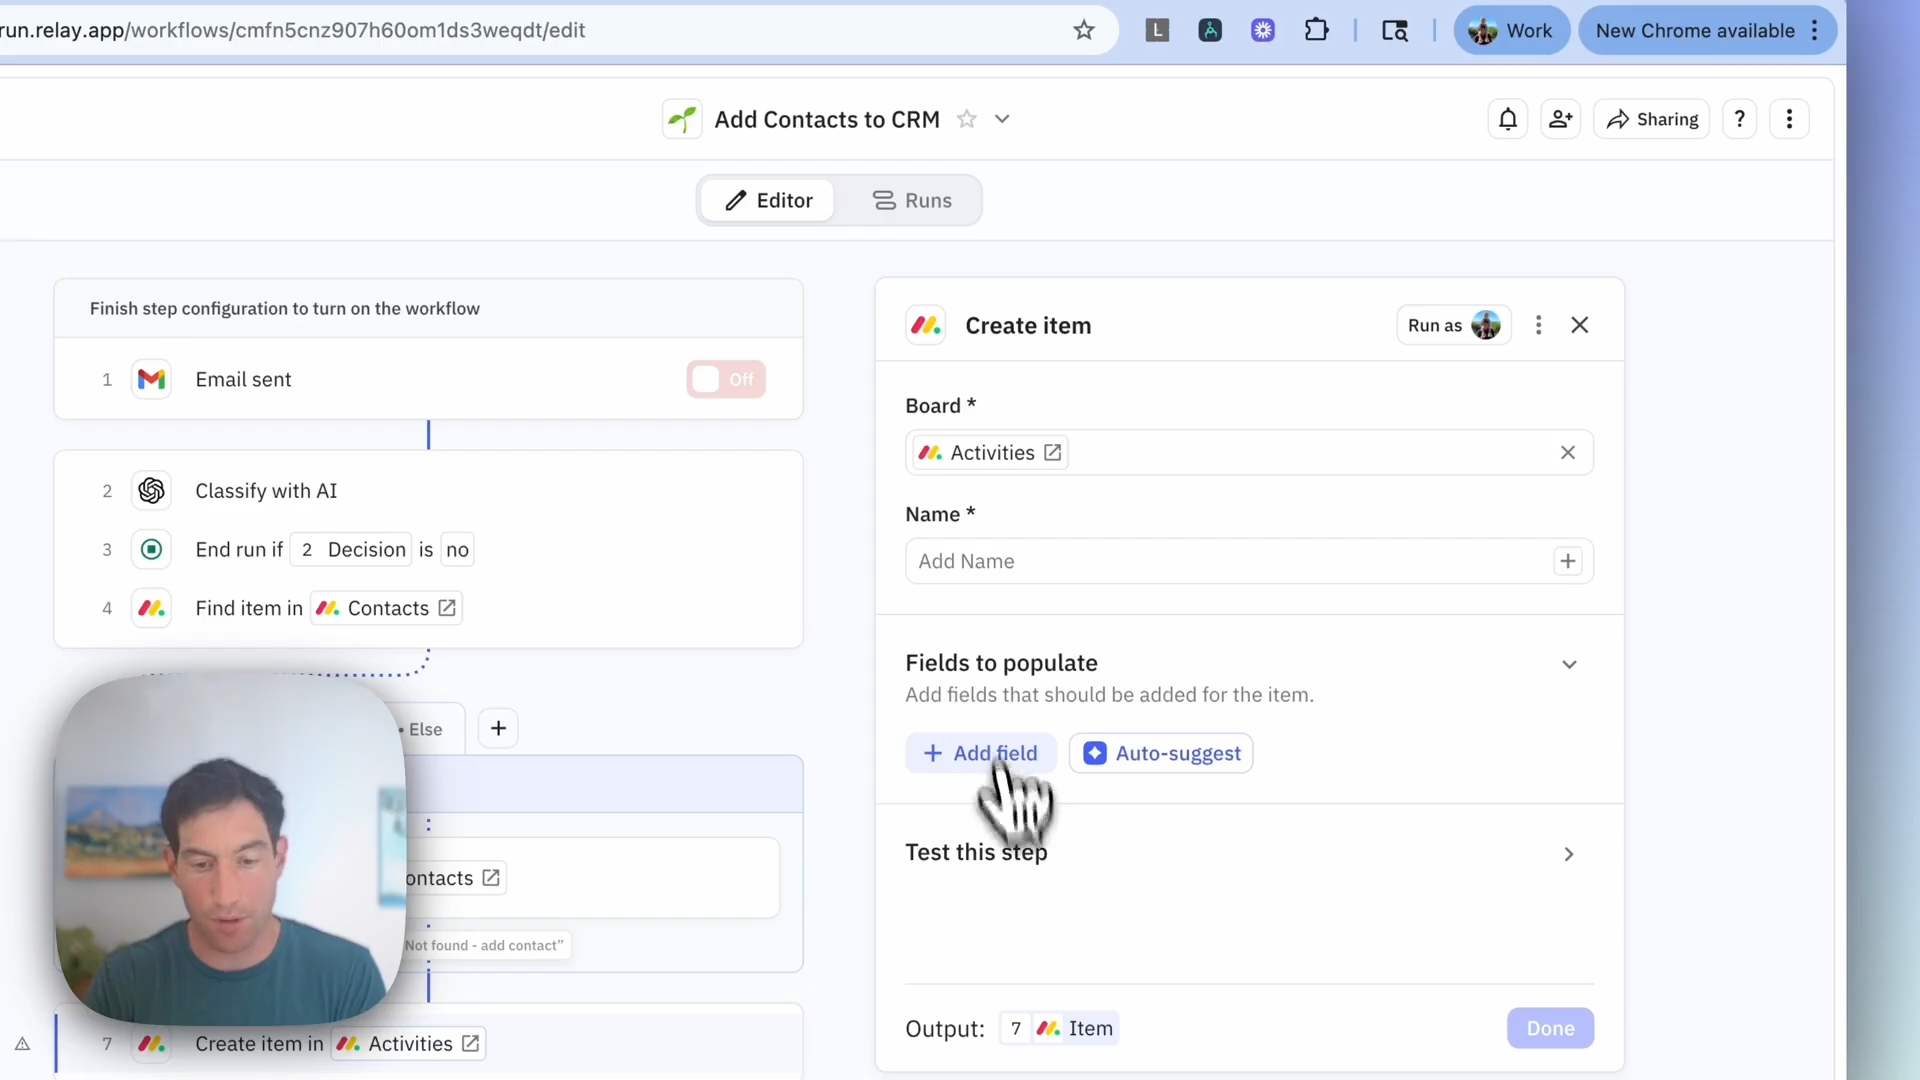 run.relay.app/workflows/cmfn5cnz907h60om1ds3weqdt/edit
L
Work
New Chrome available
Add Contacts to CRM
Sharing
?
Editor
Runs
Finish step configuration to turn on the workflow
1
Email sent
Off
2
Classify with AI
3
End run if
2 Decision
is
no
4
Find item in
Contacts
• Else
ontacts
Not found - add contact”
7
Create item in
Activities
Create item
Run as
Board *
Activities
Name *
Add Name
Fields to populate
Add fields that should be added for the item.
Add field
Auto-suggest
Test this step
Output:
7
Item
Done